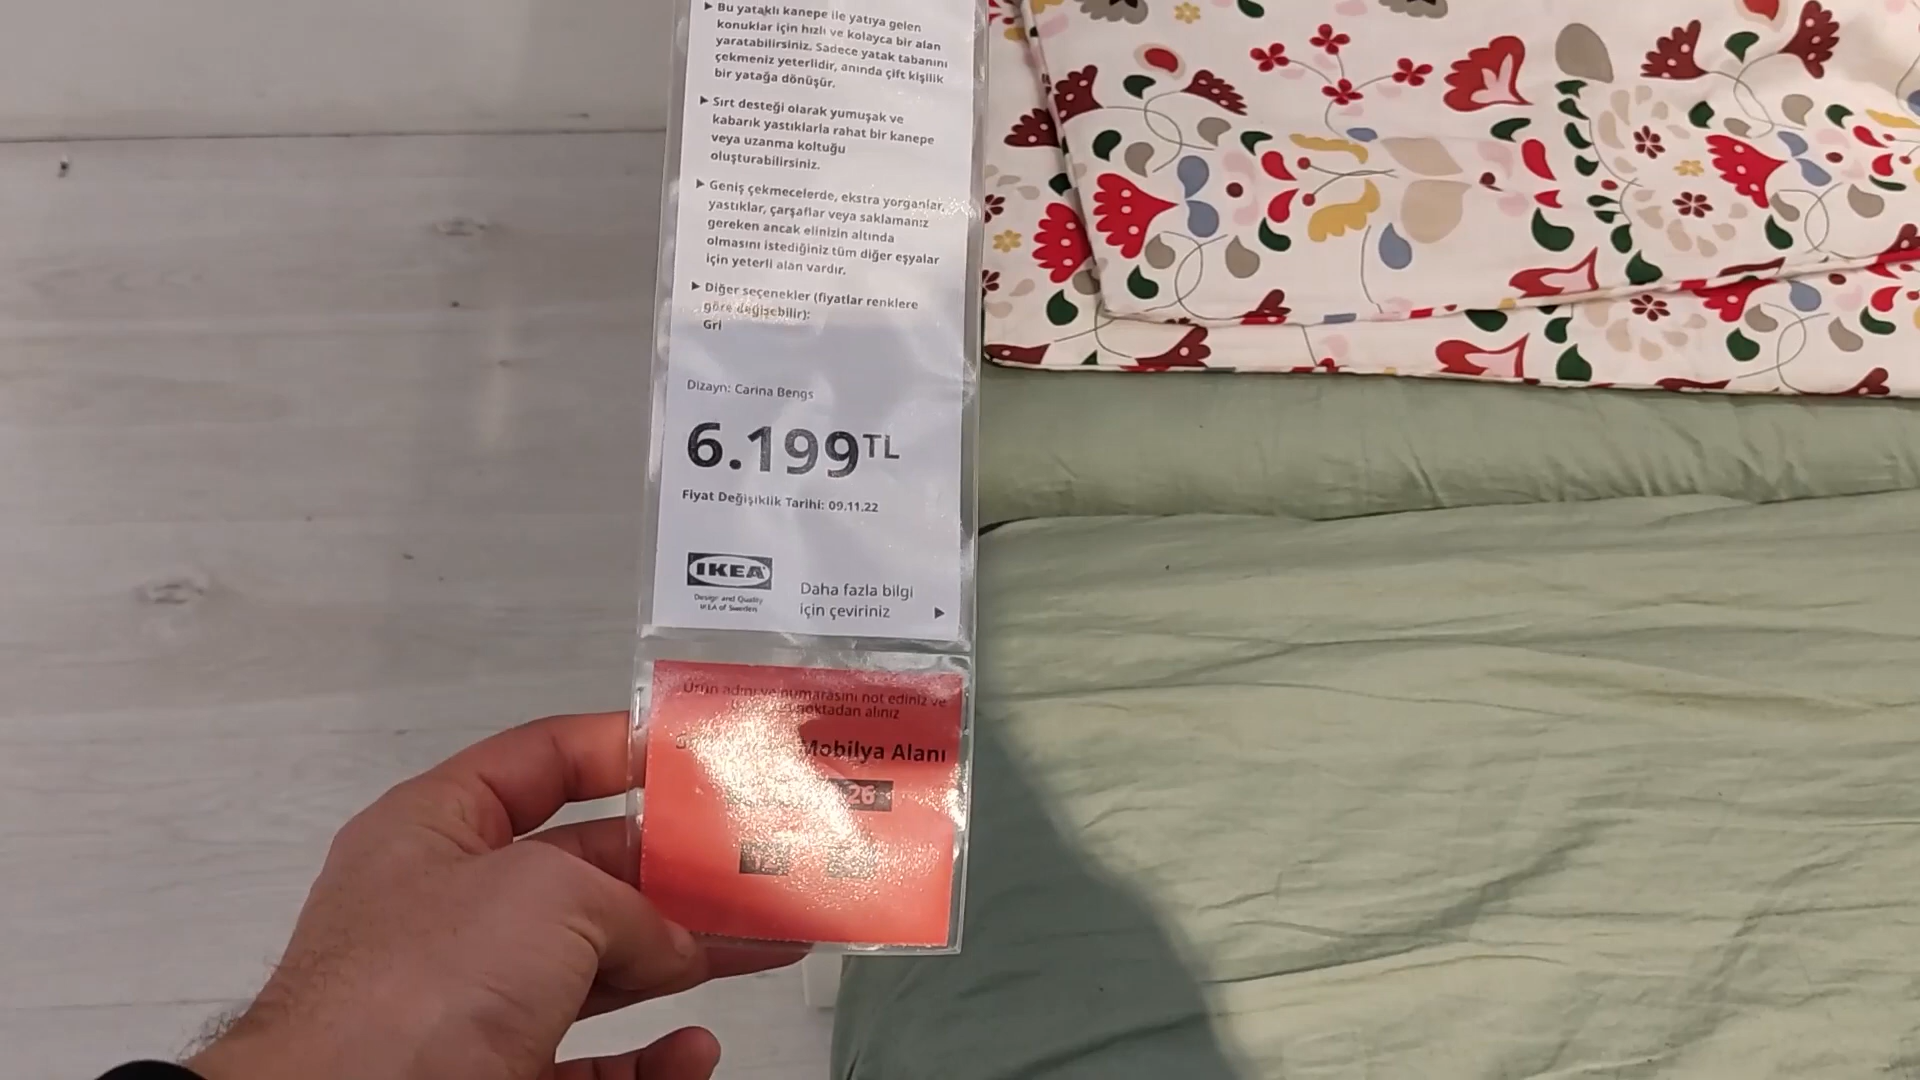 ▶ Bu yataklı kanepe ile yatıya gelen
konuklar için hızlı ve kolayca bir alan
yaratabilirsiniz. Sadece yatak tabanını
çekmeniz yeterlidir, anında çift kişilik
bir yatağa dönüşür.
▶ Sırt desteği olarak yumuşak ve
kabarık yastıklarla rahat bir kanepe
veya uzanma koltuğu
oluşturabilirsiniz.
▶ Geniş çekmecelerde, ekstra yorganlar,
yastıklar, çarşaflar veya saklamanız
gereken ancak elinizin altında
olmasını istediğiniz tüm diğer eşyalar
için yeterli alan vardır.
▶ Diğer seçenekler (fiyatlar renklere
göre değişebilir):
Gri
Dizayn: Carina Bengs
6.199TL
Fiyat Değişiklik Tarihi: 09.11.22
IKEA
Design and Quality
IKEA of Sweden
Daha fazla bilgi
için çeviriniz ▶
Ürün adını ve numarasını not ediniz ve
noktadan alınız
Mobilya Alanı
26